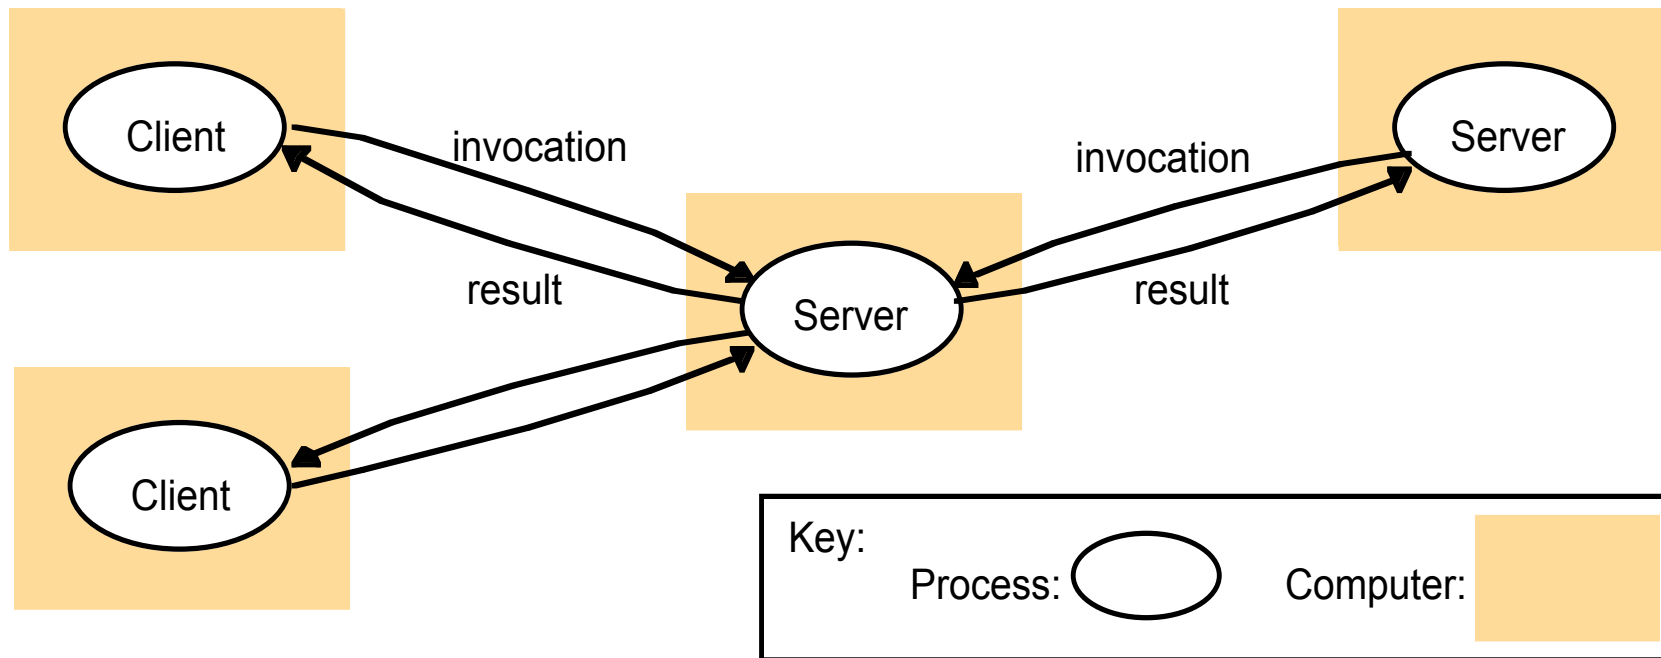 Client
invocation
invocation
Server
result
Server
result
Client
Key:
Process:
Computer: